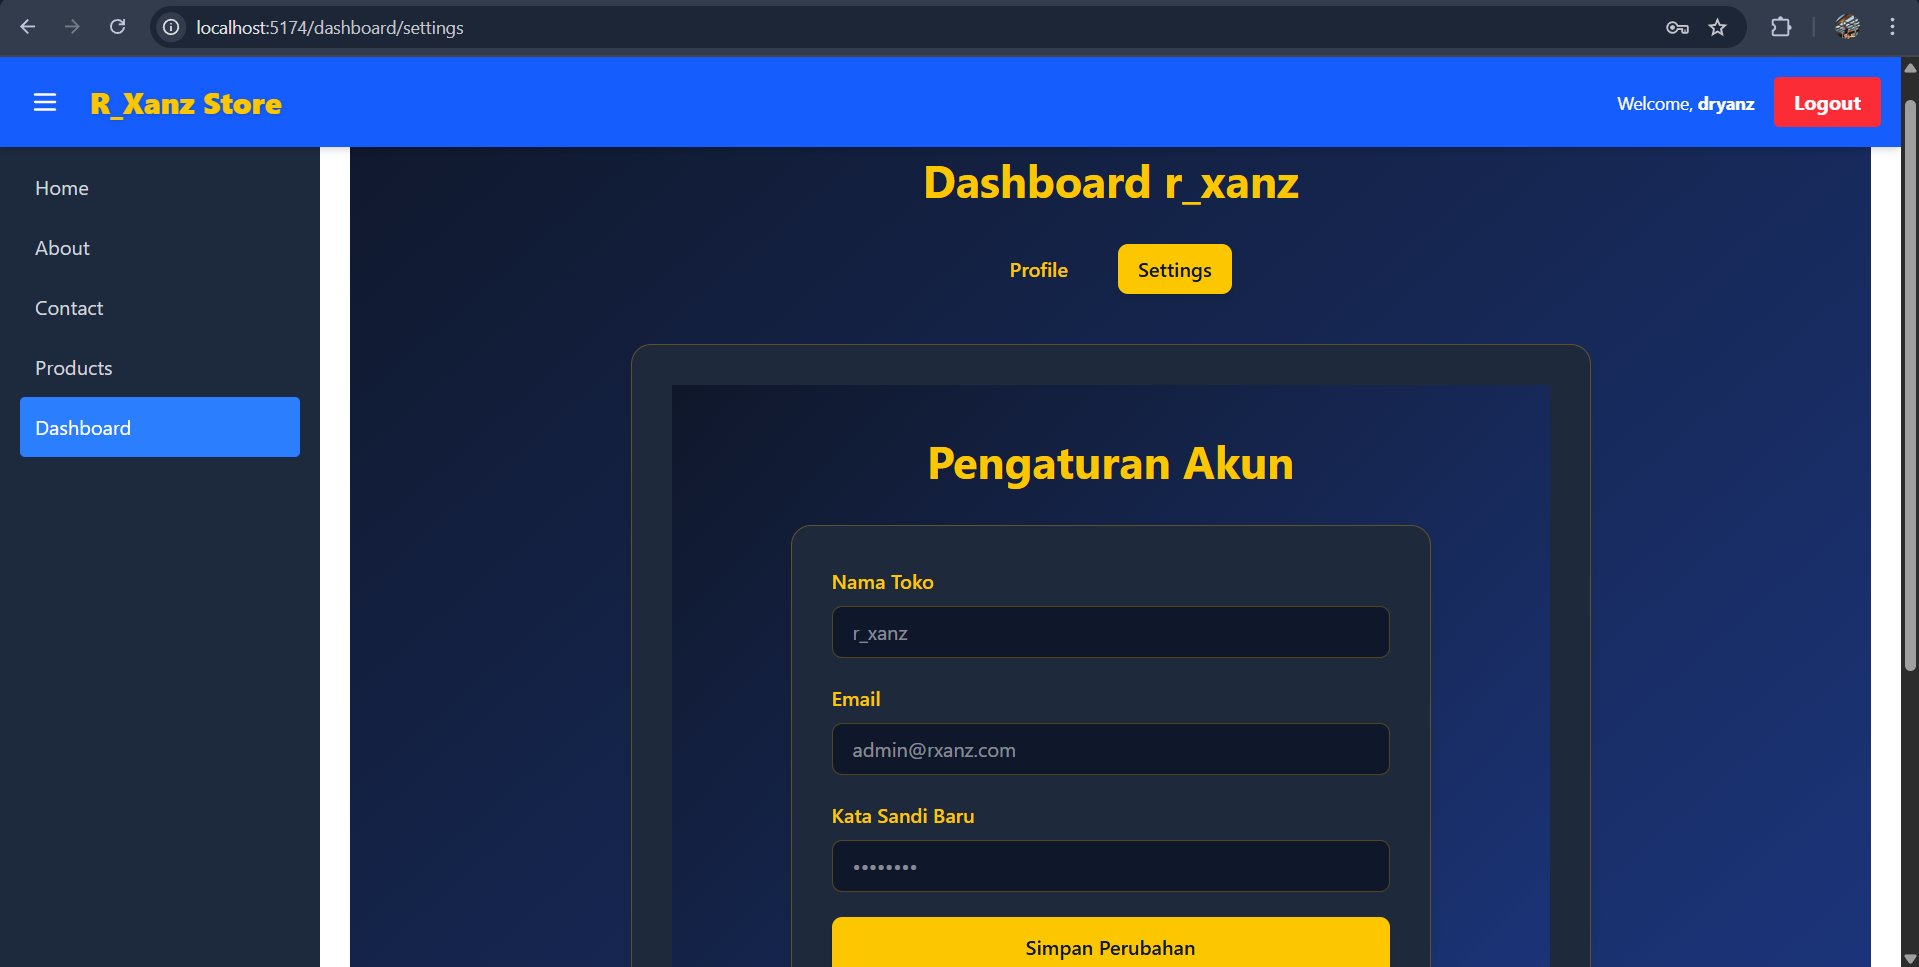 localhost:5174/dashboard/settings
R_Xanz Store
Welcome, dryanz
Logout
Home
About
Contact
Products
Dashboard
Dashboard r_xanz
Profile
Settings
Pengaturan Akun
Nama Toko
r_xanz
Email
admin@rxanz.com
Kata Sandi Baru
••••••••
Simpan Perubahan